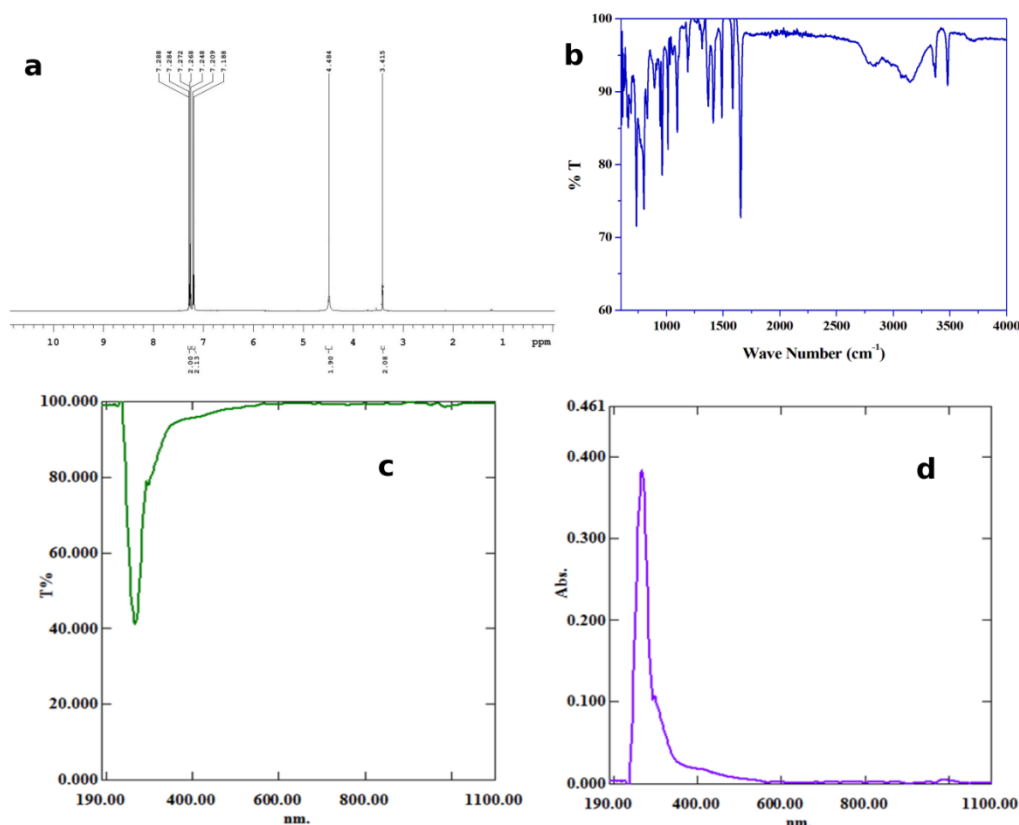 a
7.288
7.284
7.272
7.268
7.248
7.209
7.188
4.484
3.415
10 9 8 7 6 5 4 3 2 1 ppm
2.00
2.13
1.90
2.08
b
100
90
80
70
60
% T
1000 1500 2000 2500 3000 3500 4000
Wave Number (cm-1)
c
100.000
80.000
60.000
40.000
20.000
0.000
T%
190.00 400.00 600.00 800.00 1100.00
nm.
d
0.461
0.400
0.300
0.200
0.100
0.000
Abs.
190.00 400.00 600.00 800.00 1100.00
nm.